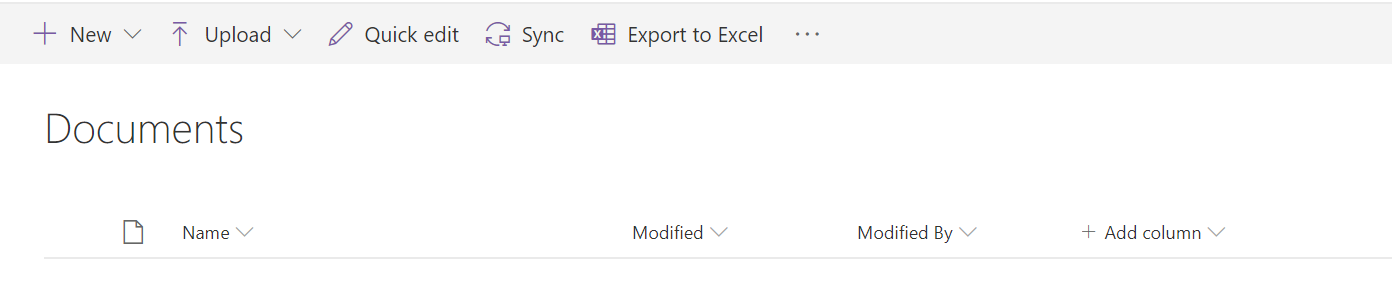 New Upload Quick edit Sync Export to Excel ...
Documents
Name Modified Modified By + Add column